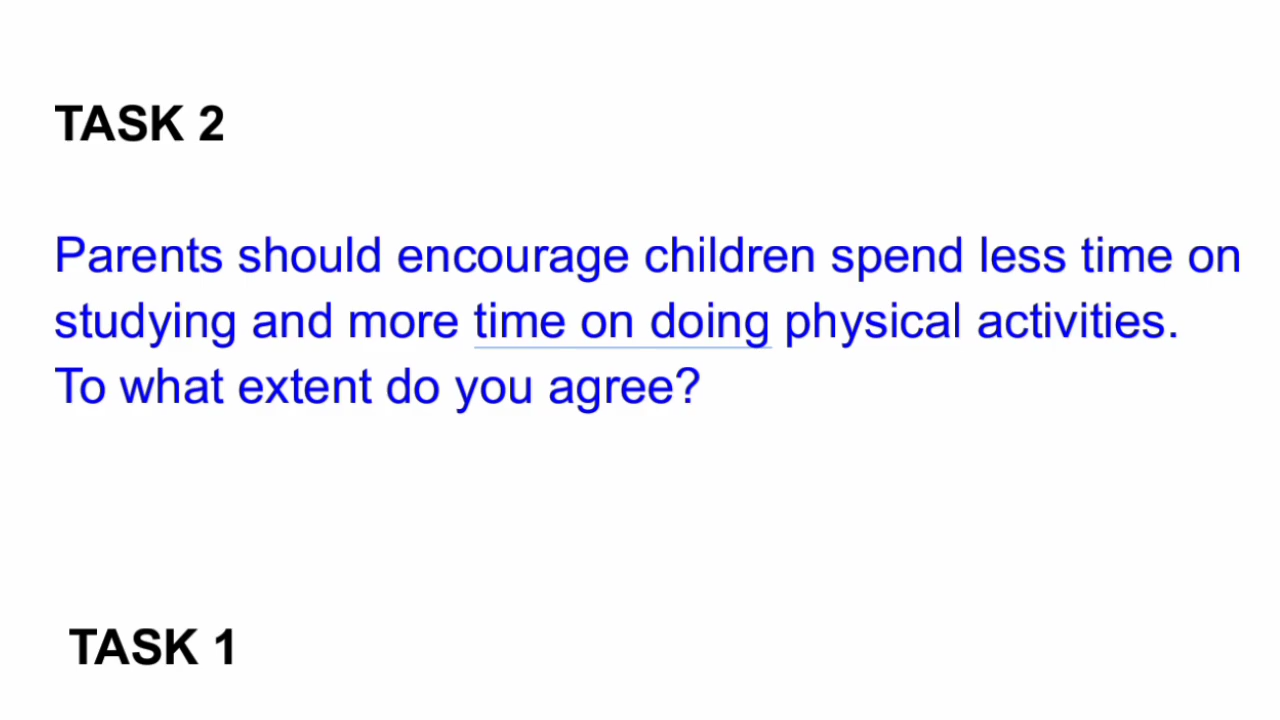 TASK 2
Parents should encourage children spend less time on
studying and more time on doing physical activities.
To what extent do you agree?
TASK 1